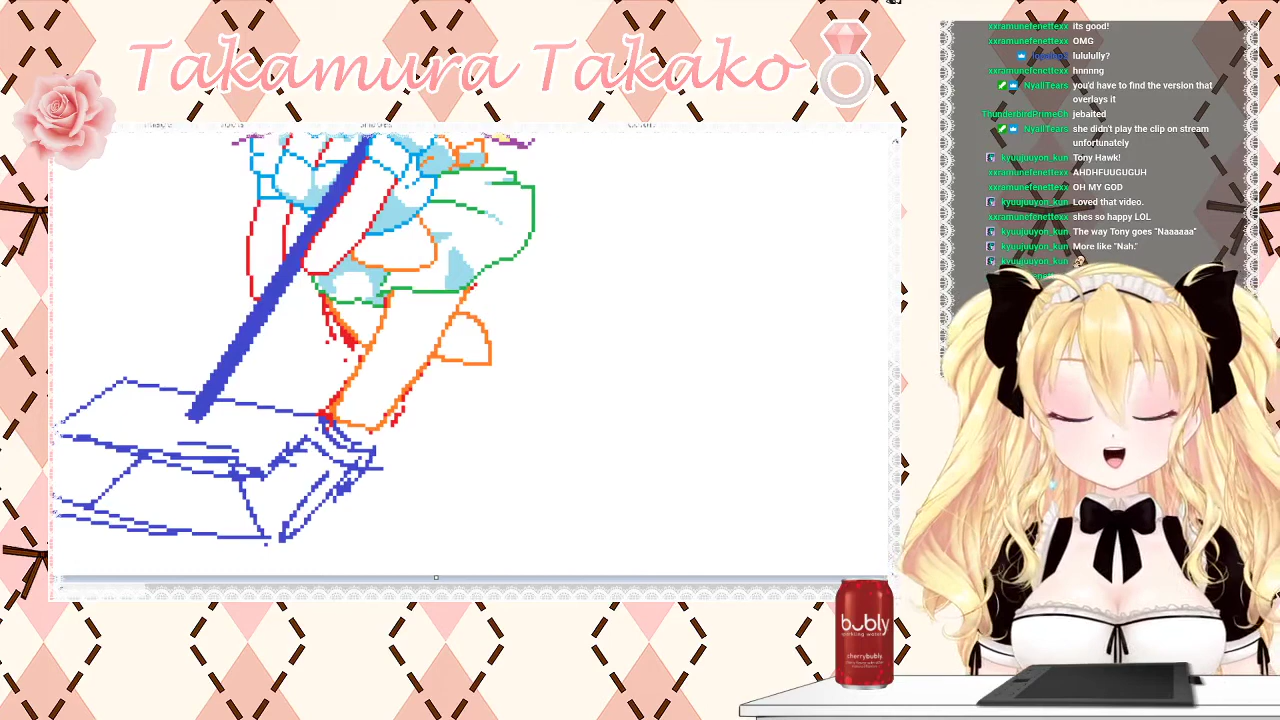 Taka uura Takako
xxramunefenettexx its good!
xxramunefenettexx OMG
lululully?
xxramunefenettexx hnnnng
NyallTears you'd have to find the version that
overlays it
ThunderbirdPrimeCh jebaited
NyallTears she didn't play the clip on stream
unfortunately
kyuujuuyon_kun Tony Hawk!
xxramunefenettexx AHDHFUUGUGUH
xxramunefenettexx OH MY GOD
kyuujuuyon_kun Loved that video.
xxramunefenettexx shes so happy LOL
kyuujuuyon_kun The way Tony goes "Naaaaaa"
kyuujuuyon_kun More like "Nah."
kyuujuuyon_kun
bubly
sparkling water
cherrybubly